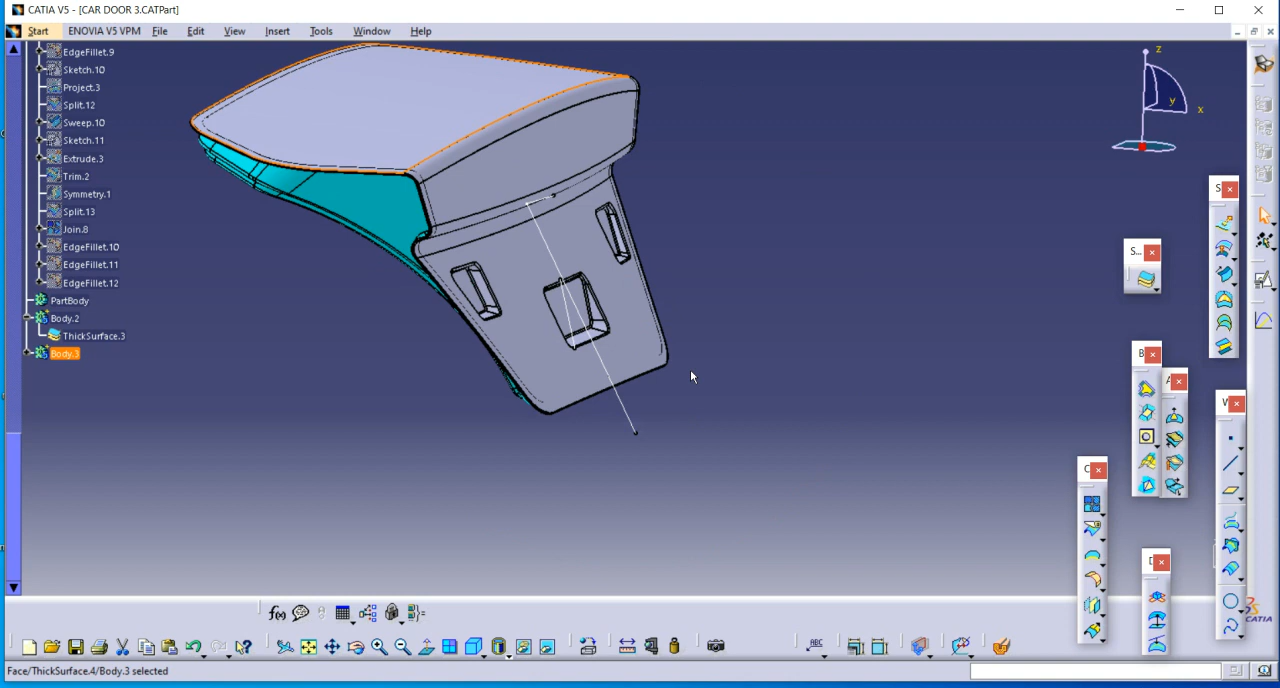 CATIA V5 - [CAR DOOR 3.CATPart]
Start ENOVIA V5 VPM File Edit View Insert Tools Window Help
EdgeFillet.9
Sketch.10
Project.3
Split.12
Sweep.10
Sketch.11
Extrude.3
Trim.2
Symmetry.1
Split.13
Join.8
EdgeFillet.10
EdgeFillet.11
EdgeFillet.12
PartBody
Body.2
ThickSurface.3
Body.3
z
y
x
S...
S...
B
A
W
C
D
f(x)
ABC
CATIA
Face/ThickSurface.4/Body.3 selected